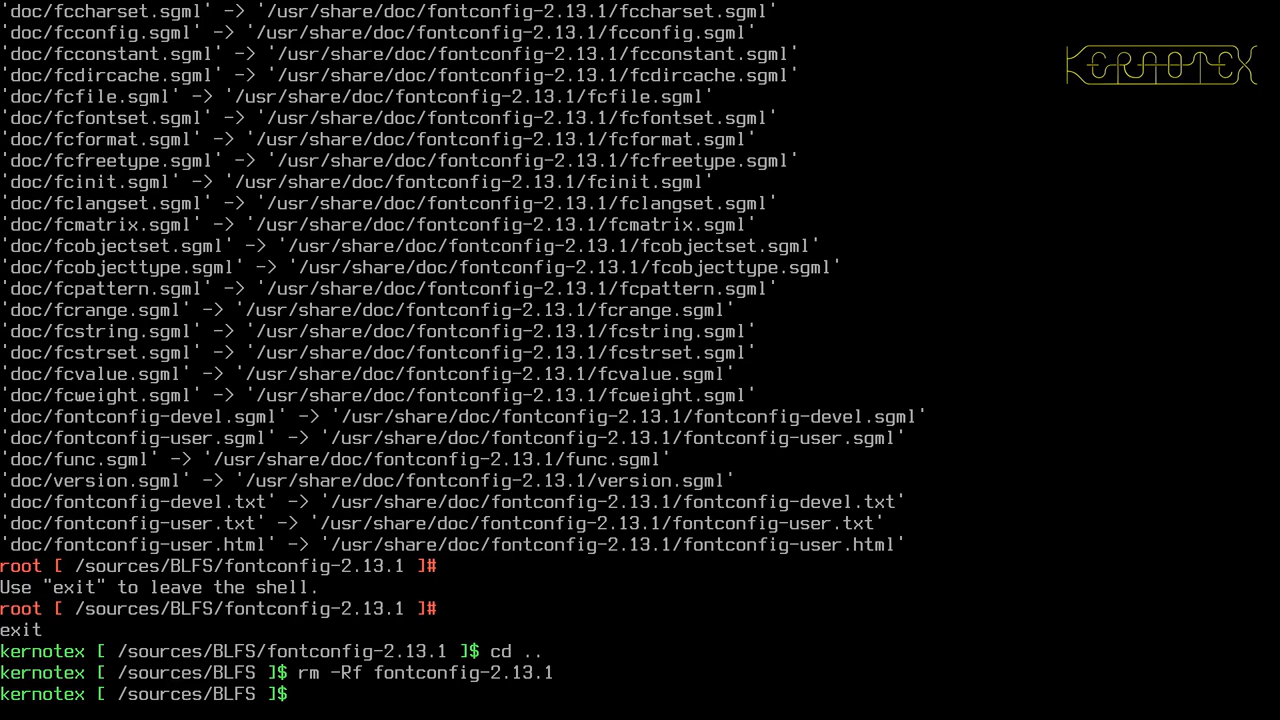 'doc/fccharset.sgml' -> '/usr/share/doc/fontconfig-2.13.1/fccharset.sgml'
'doc/fcconfig.sgml' -> '/usr/share/doc/fontconfig-2.13.1/fcconfig.sgml'
'doc/fcconstant.sgml' -> '/usr/share/doc/fontconfig-2.13.1/fcconstant.sgml'
'doc/fcdircache.sgml' -> '/usr/share/doc/fontconfig-2.13.1/fcdircache.sgml'
'doc/fcfile.sgml' -> '/usr/share/doc/fontconfig-2.13.1/fcfile.sgml'
'doc/fcfontset.sgml' -> '/usr/share/doc/fontconfig-2.13.1/fcfontset.sgml'
'doc/fcformat.sgml' -> '/usr/share/doc/fontconfig-2.13.1/fcformat.sgml'
'doc/fcfreetype.sgml' -> '/usr/share/doc/fontconfig-2.13.1/fcfreetype.sgml'
'doc/fcinit.sgml' -> '/usr/share/doc/fontconfig-2.13.1/fcinit.sgml'
'doc/fclangset.sgml' -> '/usr/share/doc/fontconfig-2.13.1/fclangset.sgml'
'doc/fcmatrix.sgml' -> '/usr/share/doc/fontconfig-2.13.1/fcmatrix.sgml'
'doc/fcobjectset.sgml' -> '/usr/share/doc/fontconfig-2.13.1/fcobjectset.sgml'
'doc/fcobjecttype.sgml' -> '/usr/share/doc/fontconfig-2.13.1/fcobjecttype.sgml'
'doc/fcpattern.sgml' -> '/usr/share/doc/fontconfig-2.13.1/fcpattern.sgml'
'doc/fcrange.sgml' -> '/usr/share/doc/fontconfig-2.13.1/fcrange.sgml'
'doc/fcstring.sgml' -> '/usr/share/doc/fontconfig-2.13.1/fcstring.sgml'
'doc/fcstrset.sgml' -> '/usr/share/doc/fontconfig-2.13.1/fcstrset.sgml'
'doc/fcvalue.sgml' -> '/usr/share/doc/fontconfig-2.13.1/fcvalue.sgml'
'doc/fcweight.sgml' -> '/usr/share/doc/fontconfig-2.13.1/fcweight.sgml'
'doc/fontconfig-devel.sgml' -> '/usr/share/doc/fontconfig-2.13.1/fontconfig-devel.sgml'
'doc/fontconfig-user.sgml' -> '/usr/share/doc/fontconfig-2.13.1/fontconfig-user.sgml'
'doc/func.sgml' -> '/usr/share/doc/fontconfig-2.13.1/func.sgml'
'doc/version.sgml' -> '/usr/share/doc/fontconfig-2.13.1/version.sgml'
'doc/fontconfig-devel.txt' -> '/usr/share/doc/fontconfig-2.13.1/fontconfig-devel.txt'
'doc/fontconfig-user.txt' -> '/usr/share/doc/fontconfig-2.13.1/fontconfig-user.txt'
'doc/fontconfig-user.html' -> '/usr/share/doc/fontconfig-2.13.1/fontconfig-user.html'
root [ /sources/BLFS/fontconfig-2.13.1 ]#
Use "exit" to leave the shell.
root [ /sources/BLFS/fontconfig-2.13.1 ]#
exit
kernotex [ /sources/BLFS/fontconfig-2.13.1 ]$ cd ..
kernotex [ /sources/BLFS ]$ rm -Rf fontconfig-2.13.1
kernotex [ /sources/BLFS ]$
KERNOTEX